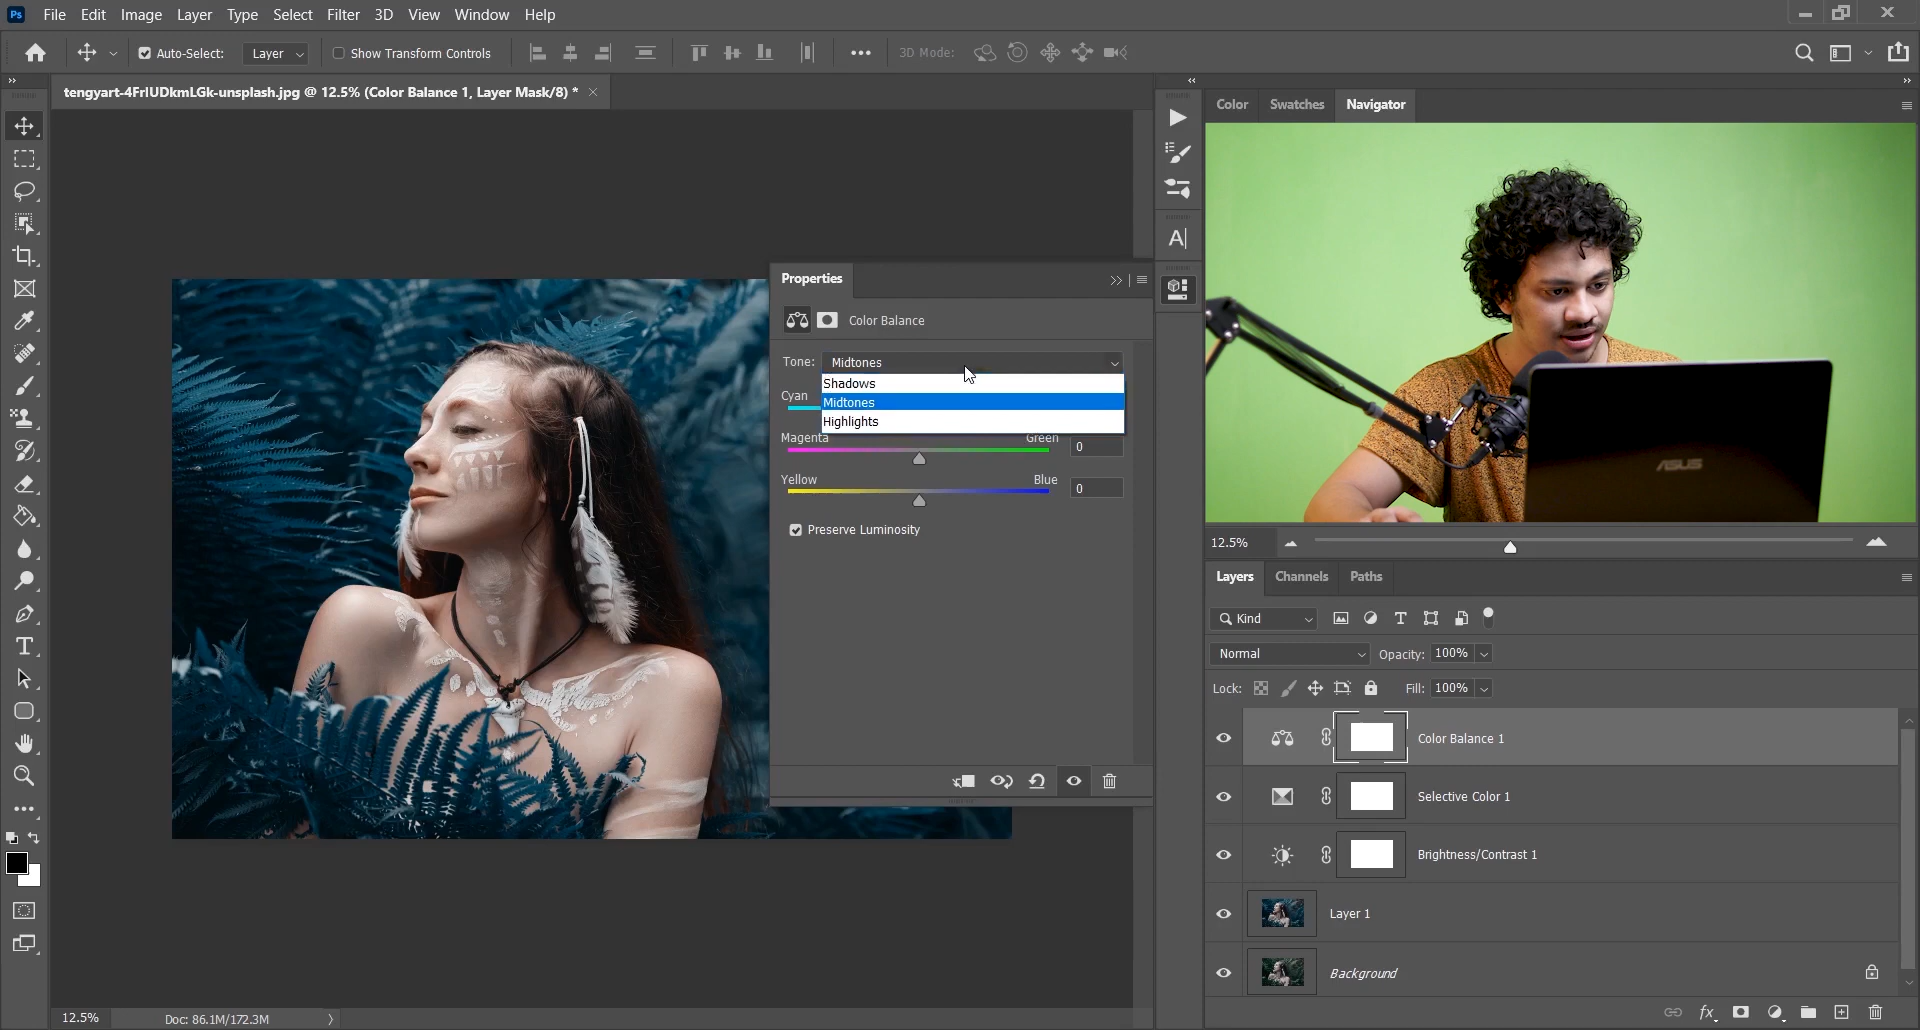 Ps File Edit Image Layer Type Select Filter 3D View Window Help
Auto-Select: Layer Show Transform Controls 3D Mode:
tengyart-4FrlUDkmLGk-unsplash.jpg @ 12.5% (Color Balance 1, Layer Mask/8) *
Properties
Color Balance
Tone: Midtones
Shadows
Midtones
Highlights
Cyan
Magenta Green 0
Yellow Blue 0
Preserve Luminosity
Color Swatches Navigator
ASUS
12.5%
Layers Channels Paths
Kind
Normal Opacity: 100%
Lock: Fill: 100%
Color Balance 1
Selective Color 1
Brightness/Contrast 1
Layer 1
Background
fx
12.5% Doc: 86.1M/172.3M